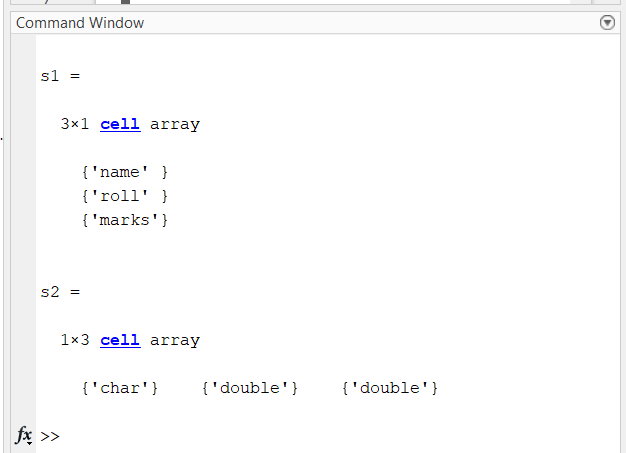 Command Window
s1 =
3×1 cell array
{'name' }
{'roll' }
{'marks'}
s2 =
1×3 cell array
{'char'}    {'double'}    {'double'}
fx >>